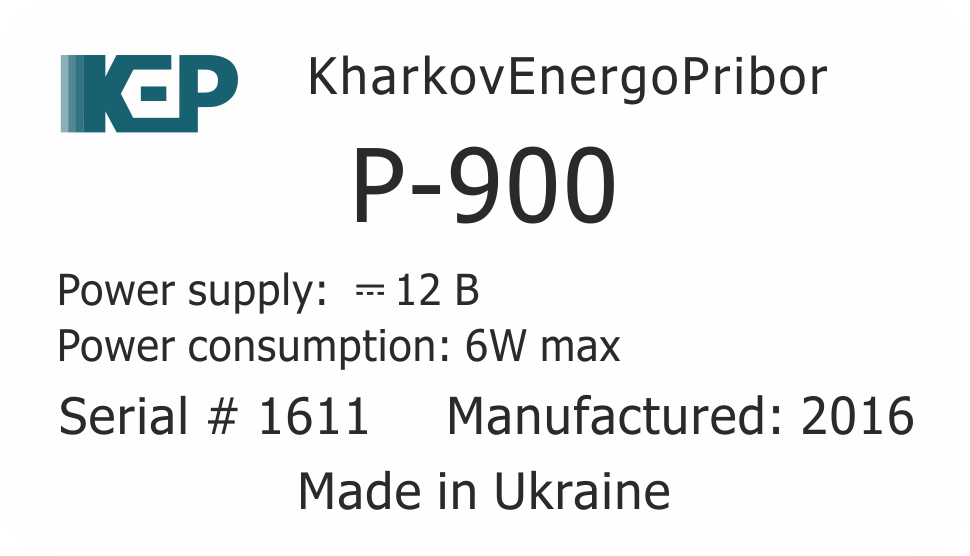 KEP KharkovEnergoPribor
P-900
Power supply: ⎓ 12 В
Power consumption: 6W max
Serial # 1611 Manufactured: 2016
Made in Ukraine